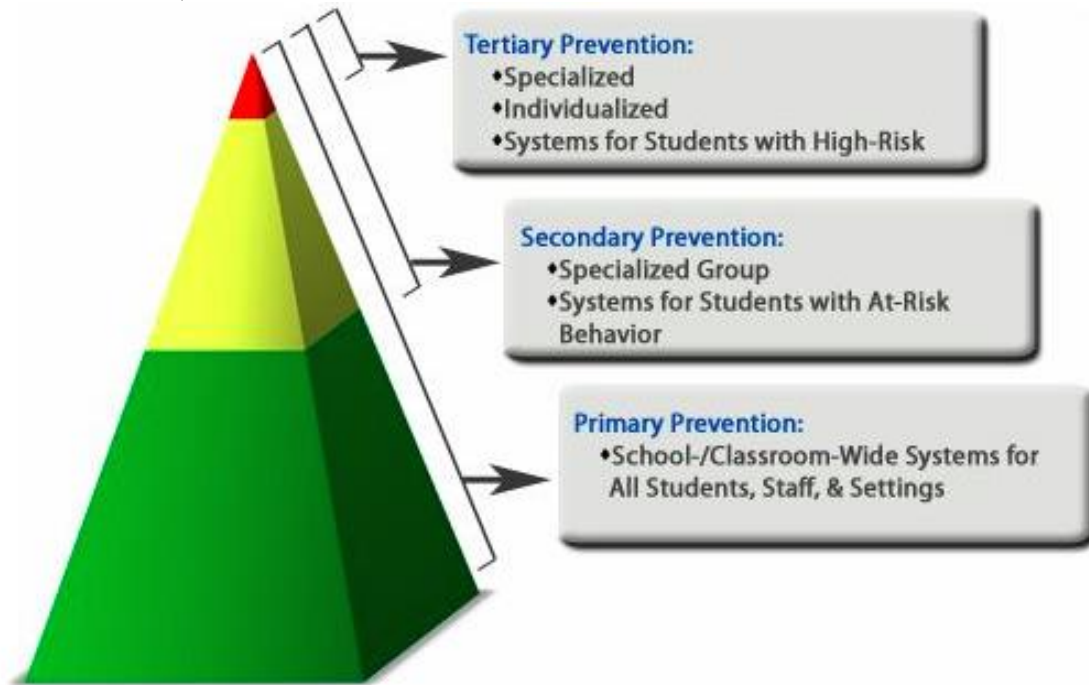 Tertiary Prevention:
♦Specialized
♦Individualized
♦Systems for Students with High-Risk
Secondary Prevention:
♦Specialized Group
♦Systems for Students with At-Risk
Behavior
Primary Prevention:
♦School-/Classroom-Wide Systems for
All Students, Staff, & Settings